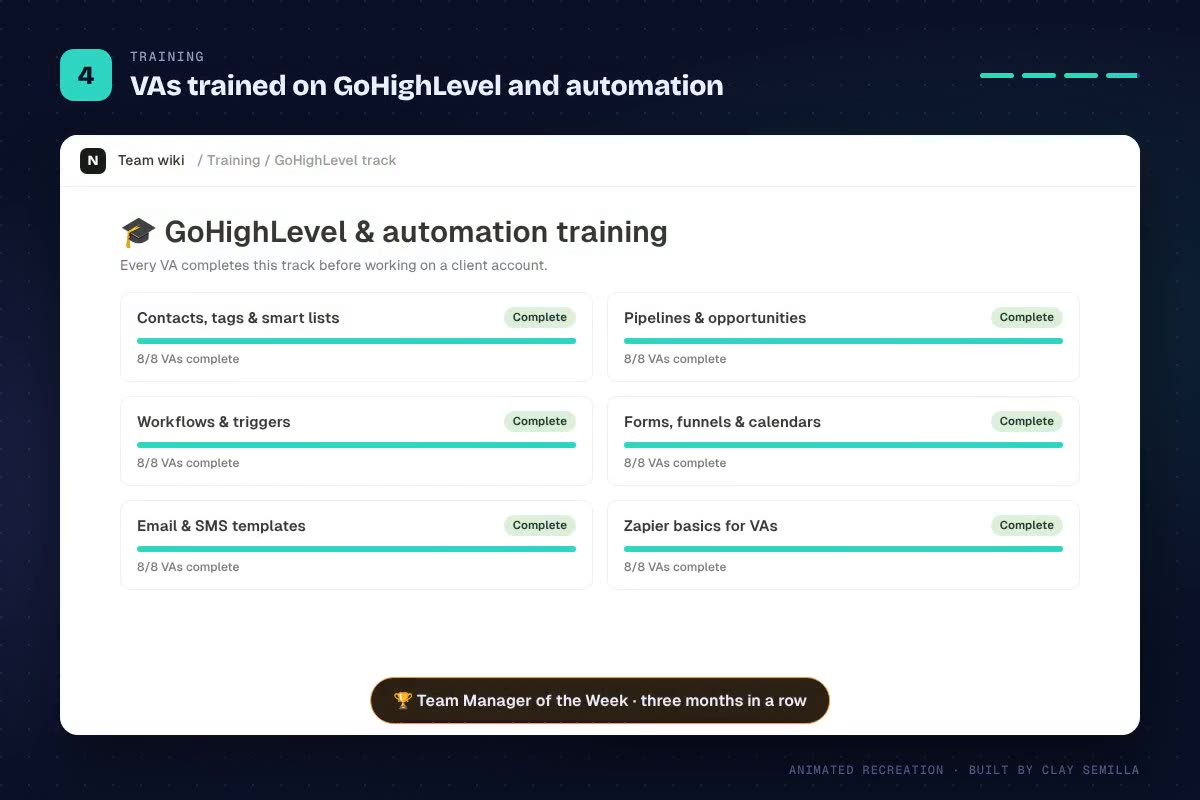 4
TRAINING
VAs trained on GoHighLevel and automation
N Team wiki / Training / GoHighLevel track
🎓 GoHighLevel & automation training
Every VA completes this track before working on a client account.
Contacts, tags & smart lists Complete
8/8 VAs complete
Pipelines & opportunities Complete
8/8 VAs complete
Workflows & triggers Complete
8/8 VAs complete
Forms, funnels & calendars Complete
8/8 VAs complete
Email & SMS templates Complete
8/8 VAs complete
Zapier basics for VAs Complete
8/8 VAs complete
🏆 Team Manager of the Week · three months in a row
ANIMATED RECREATION · BUILT BY CLAY SEMILLA